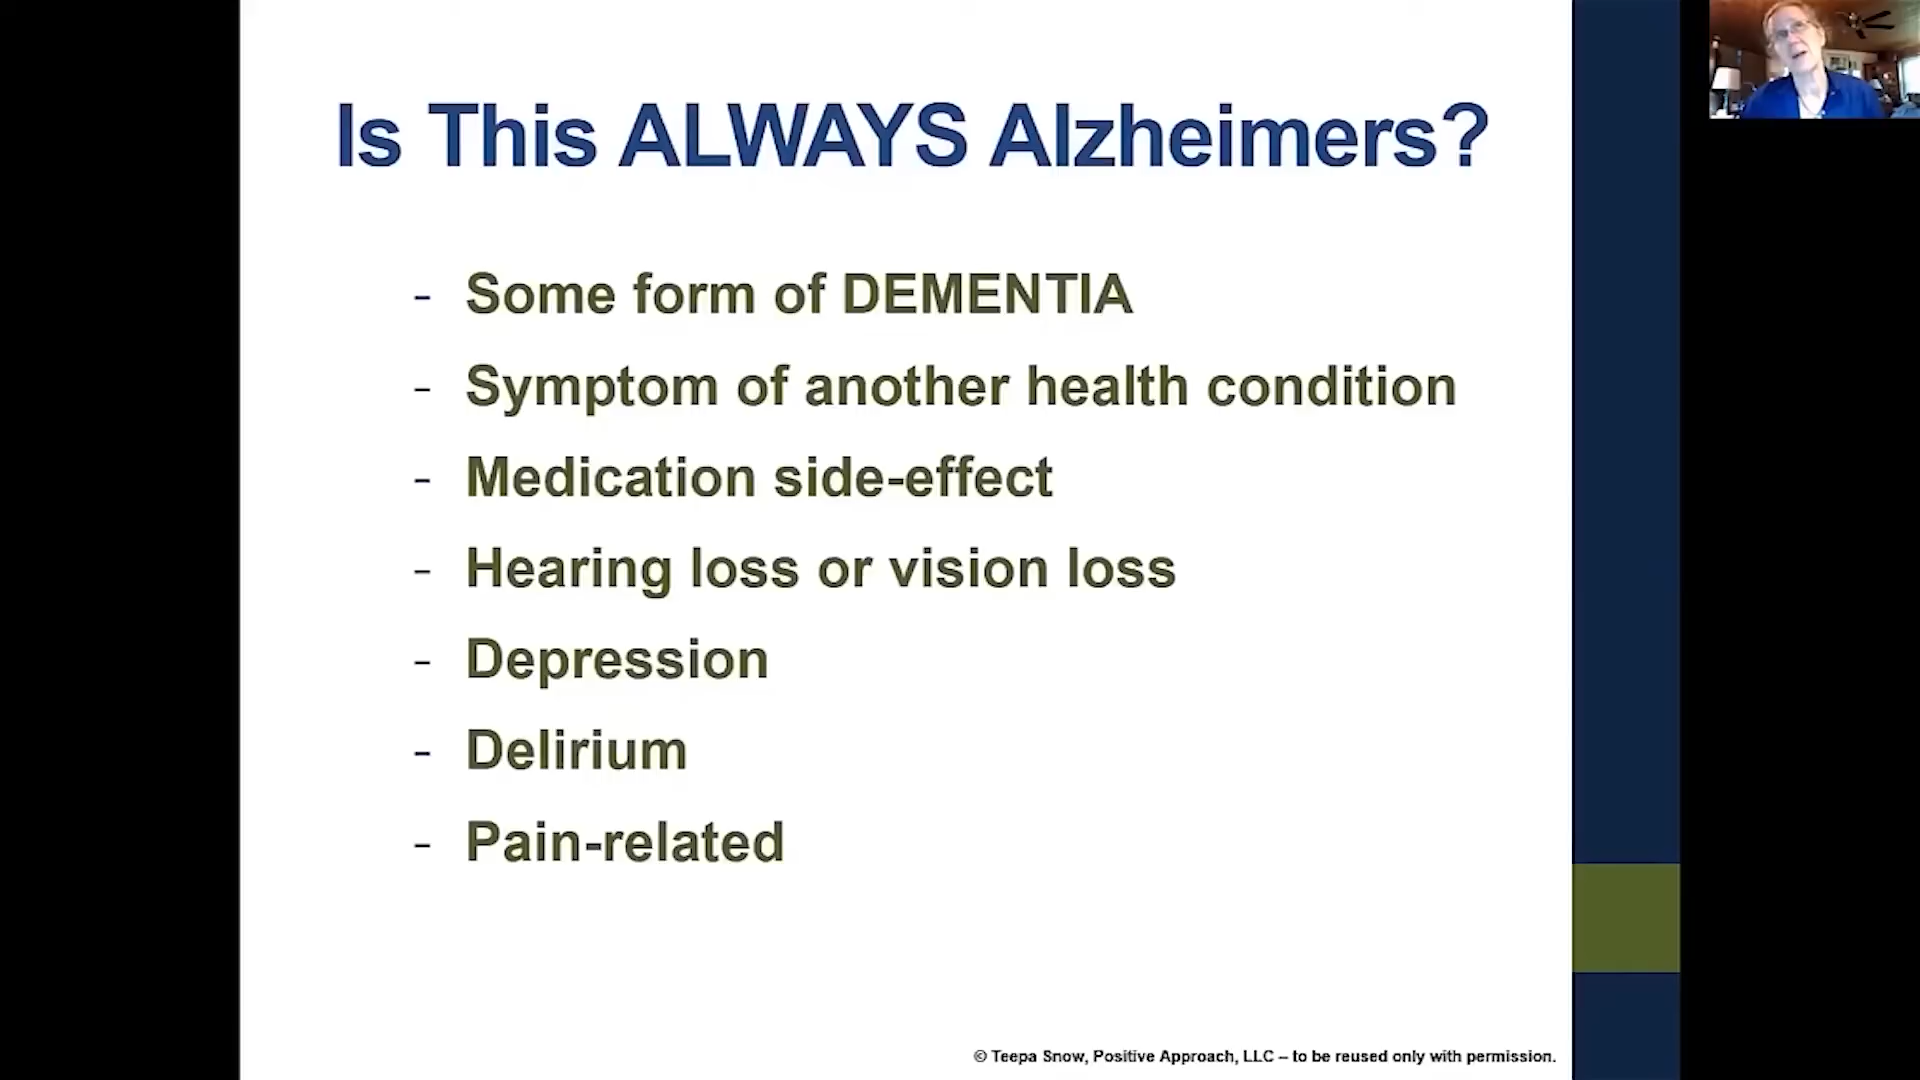 Is This ALWAYS Alzheimers?
- Some form of DEMENTIA
- Symptom of another health condition
- Medication side-effect
- Hearing loss or vision loss
- Depression
- Delirium
- Pain-related
© Teepa Snow, Positive Approach, LLC – to be reused only with permission.